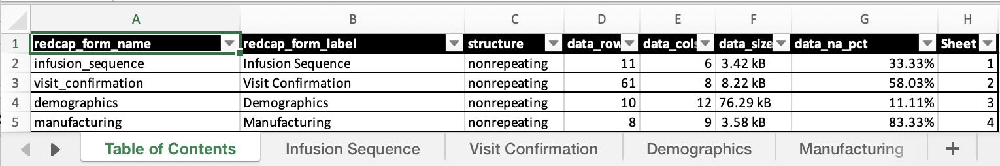 A B C D E F G H
1 redcap_form_name redcap_form_label structure data_row data_cols data_size data_na_pct Sheet
2 infusion_sequence Infusion Sequence nonrepeating 11 6 3.42 kB 33.33% 1
3 visit_confirmation Visit Confirmation nonrepeating 61 8 8.22 kB 58.03% 2
4 demographics Demographics nonrepeating 10 12 76.29 kB 11.11% 3
5 manufacturing Manufacturing nonrepeating 8 9 3.58 kB 83.33% 4
Table of Contents Infusion Sequence Visit Confirmation Demographics Manufacturing +